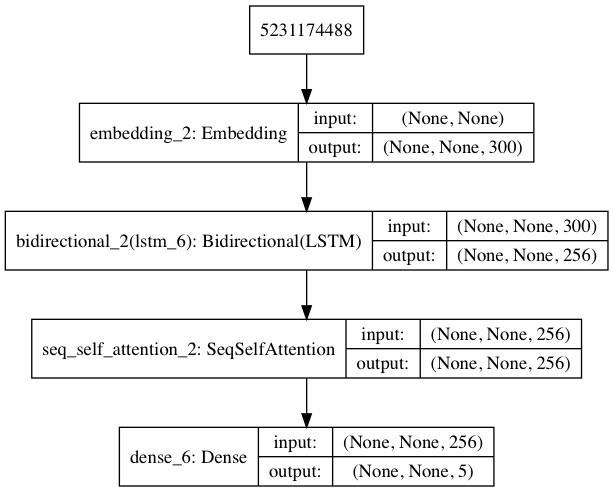 5231174488
embedding_2: Embedding
input:
(None, None)
output:
(None, None, 300)
bidirectional_2(lstm_6): Bidirectional(LSTM)
input:
(None, None, 300)
output:
(None, None, 256)
seq_self_attention_2: SeqSelfAttention
input:
(None, None, 256)
output:
(None, None, 256)
dense_6: Dense
input:
(None, None, 256)
output:
(None, None, 5)